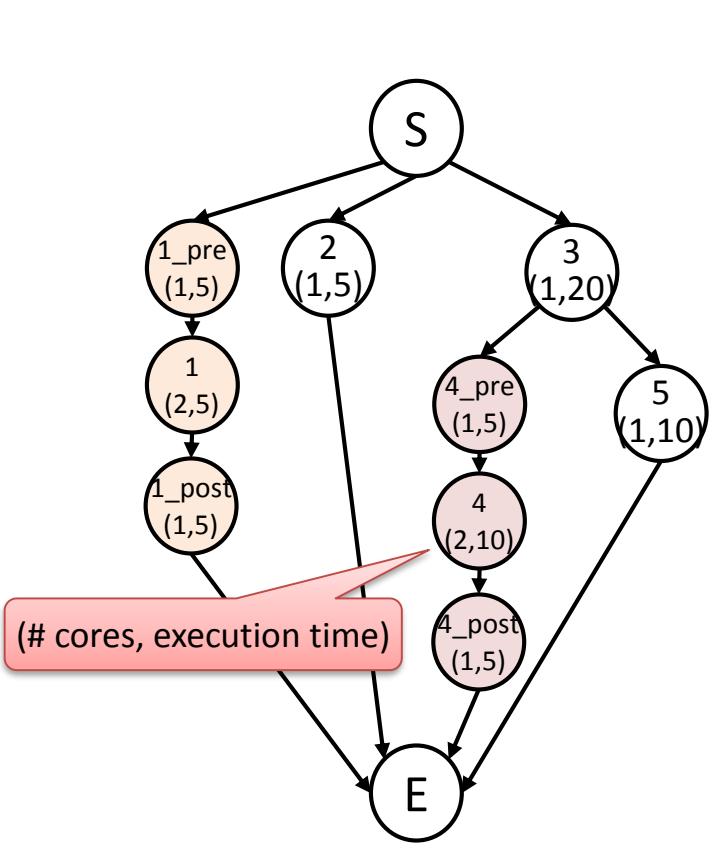 S
1_pre
(1,5)
2
(1,5)
3
(1,20)
1
(2,5)
4_pre
(1,5)
5
(1,10)
1_post
(1,5)
4
(2,10)
(# cores, execution time)
4_post
(1,5)
E